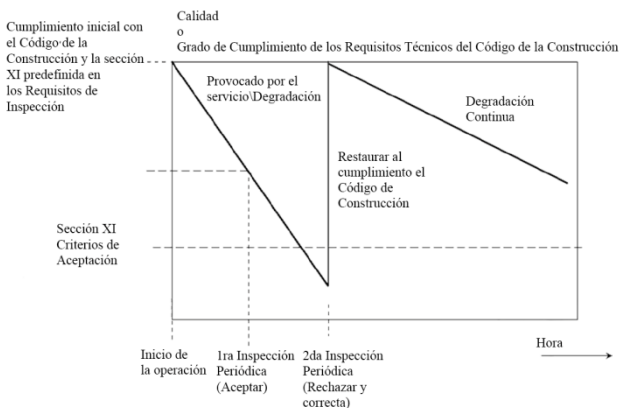 Calidad
o
Grado de Cumplimiento de los Requisitos Técnicos del Código de la Construcción
Cumplimiento inicial con
el Código·de la
Construcción y la sección
XI predefinida en
los Requisitos de
Inspección
Provocado por el
servicio\Degradación
Degradación
Continua
Restaurar al
cumplimiento el
Código de
Construcción
Sección XI
Criterios de
Aceptación
Hora
Inicio de
la operación
1ra Inspección
Periódica
(Aceptar)
2da Inspección
Periódica
(Rechazar y
correcta)